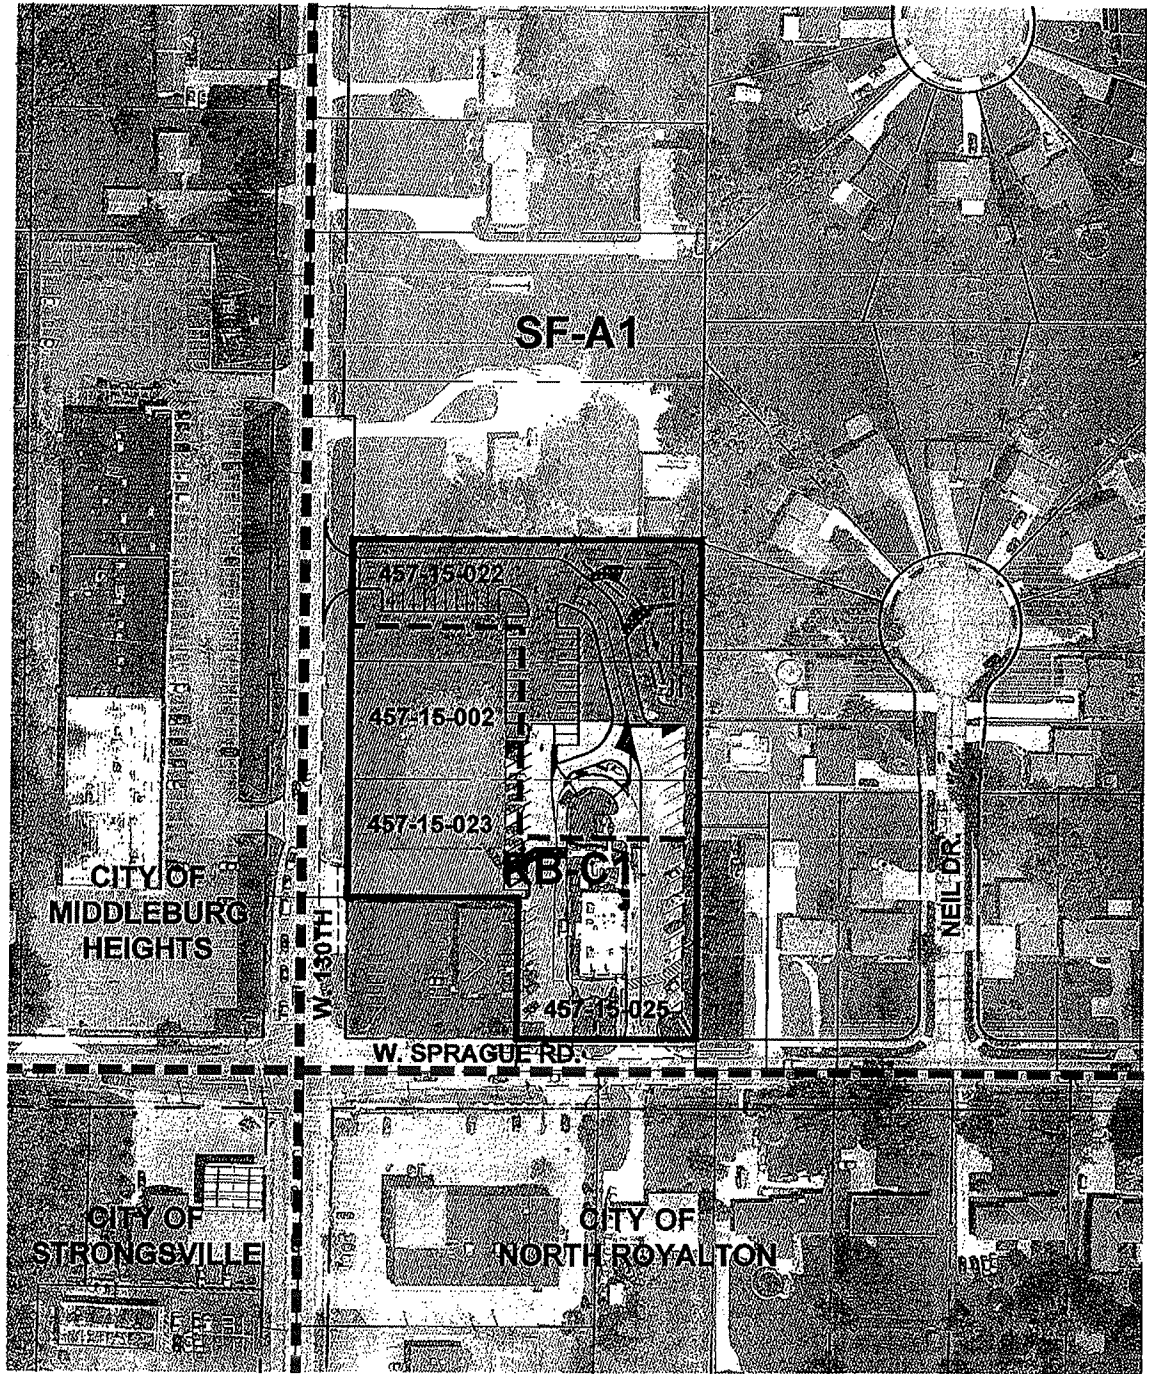 SF-A1
457-15-022
457-15-002
457-15-023
RB-C1
CITY OF
MIDDLEBURG
HEIGHTS
W. 130TH
NEIL DR.
457-15-025
W. SPRAGUE RD.
CITY OF
STRONGSVILLE
CITY OF
NORTH ROYALTON